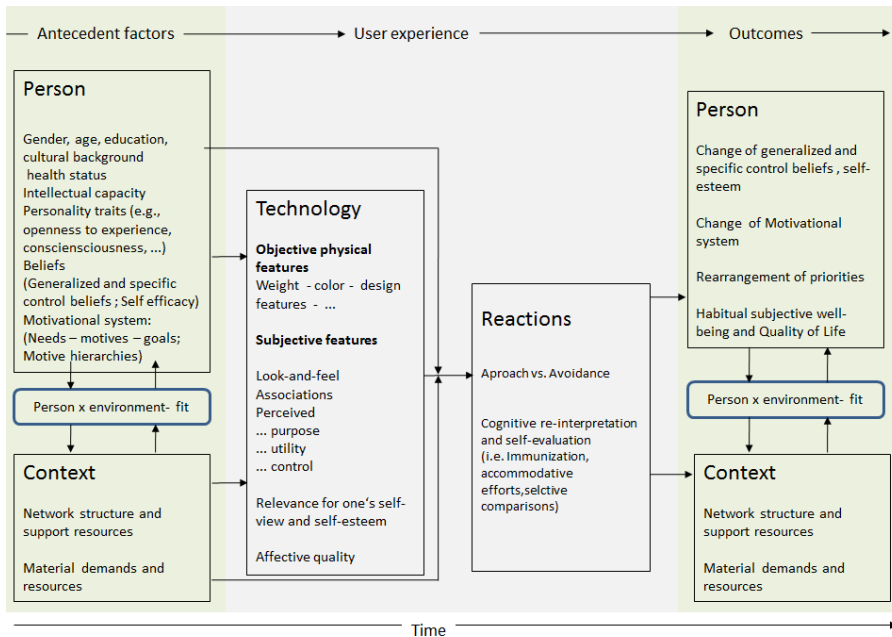 Antecedent factors
User experience
Outcomes
Person
Gender, age, education,
cultural background
health status
Intellectual capacity
Personality traits (e.g.,
openness to experience,
consciensciousness, ...)
Beliefs
(Generalized and specific
control beliefs ; Self efficacy)
Motivational system:
(Needs – motives – goals;
Motive hierarchies)
Person x environment- fit
Context
Network structure and
support resources
Material demands and
resources
Technology
Objective physical
features
Weight - color - design
features - ...
Subjective features
Look-and-feel
Associations
Perceived
... purpose
... utility
... control
Relevance for one's self-
view and self-esteem
Affective quality
Reactions
Aproach vs. Avoidance
Cognitive re-interpretation
and self-evaluation
(i.e. Immunization,
accommodative
efforts,selctive
comparisons)
Person
Change of generalized and
specific control beliefs , self-
esteem
Change of Motivational
system
Rearrangement of priorities
Habitual subjective well-
being and Quality of Life
Person x environment- fit
Context
Network structure and
support resources
Material demands and
resources
Time